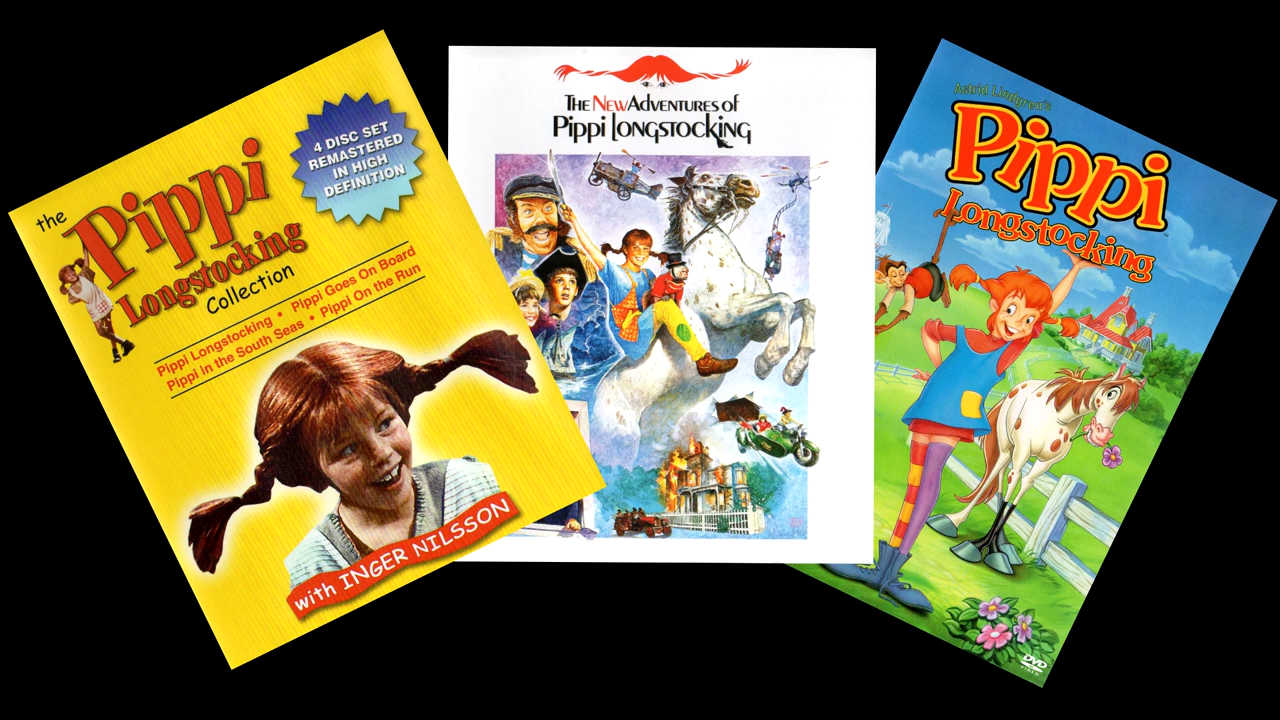 the
Pippi
Longstocking
Collection
4 DISC SET
REMASTERED
IN HIGH
DEFINITION
Pippi Longstocking • Pippi Goes On Board
Pippi in the South Seas • Pippi On the Run
with INGER NILSSON
THE NEW ADVENTURES OF
PIPPI LONGSTOCKING
Astrid Lindgren's
Pippi
Longstocking
DVD
VIDEO